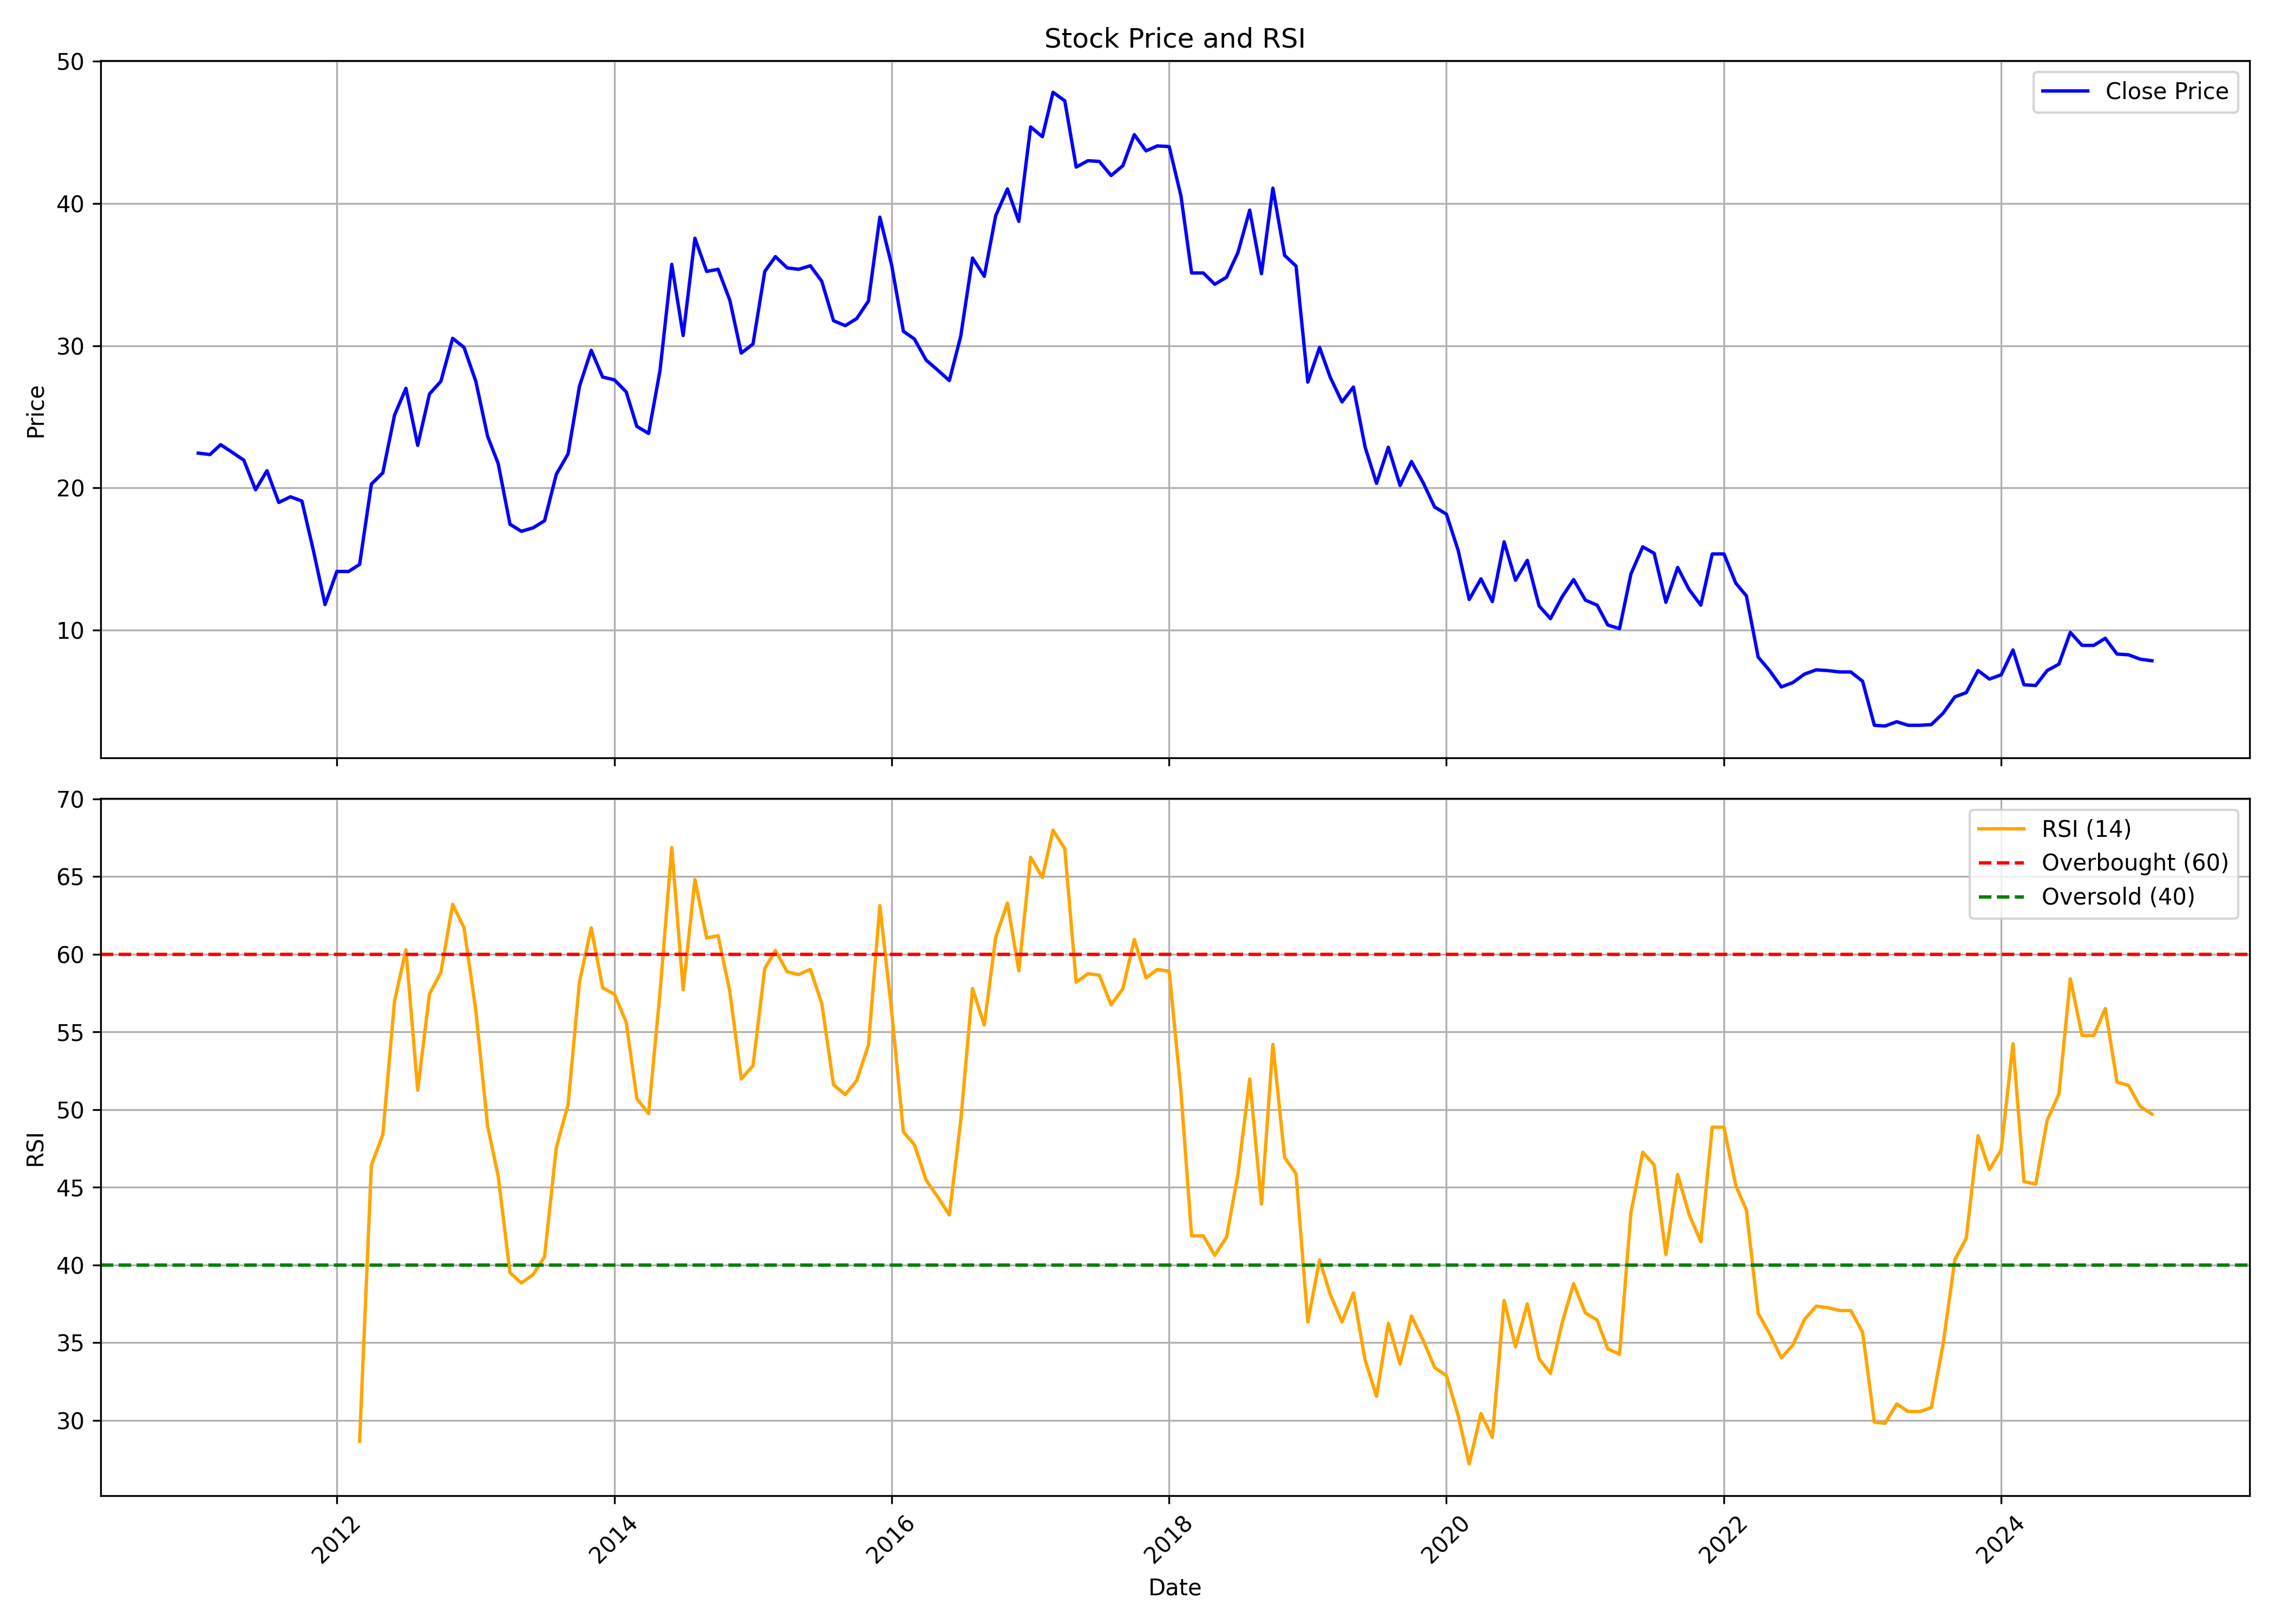 Stock Price and RSI
50
40
30
20
10
Price
Close Price
70
65
60
55
50
45
40
35
30
RSI
RSI (14)
Overbought (60)
Oversold (40)
2012
2014
2016
2018
2020
2022
2024
Date